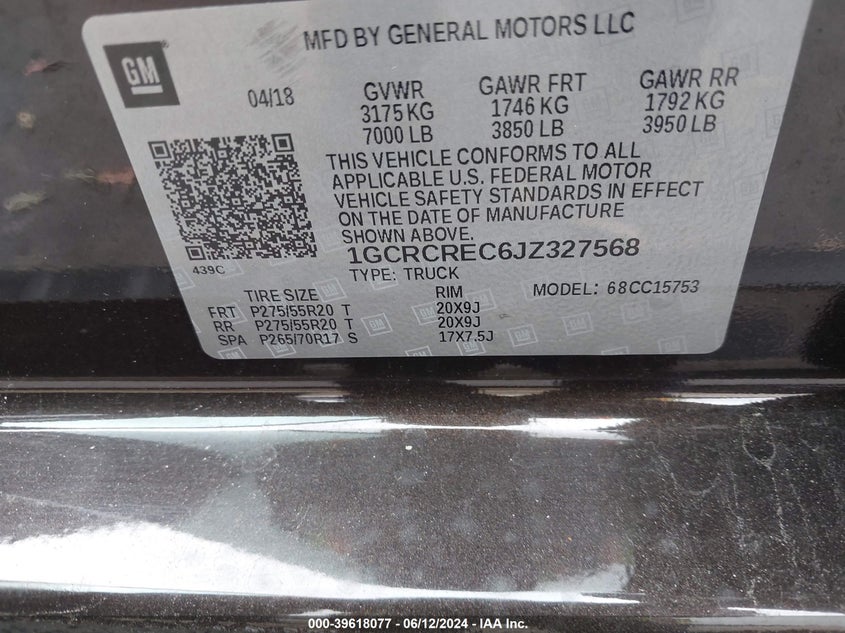 MFD BY GENERAL MOTORS LLC
GM
04/18
GVWR GAWR FRT GAWR RR
3175 KG 1746 KG 1792 KG
7000 LB 3850 LB 3950 LB
THIS VEHICLE CONFORMS TO ALL
APPLICABLE U.S. FEDERAL MOTOR
VEHICLE SAFETY STANDARDS IN EFFECT
ON THE DATE OF MANUFACTURE
SHOWN ABOVE.
439C
1GCRCREC6JZ327568
TYPE: TRUCK
MODEL: 68CC15753
TIRE SIZE RIM
FRT P275/55R20 T 20X9J
RR P275/55R20 T 20X9J
SPA P265/70R17 S 17X7.5J
000-39618077 - 06/12/2024 - IAA Inc.